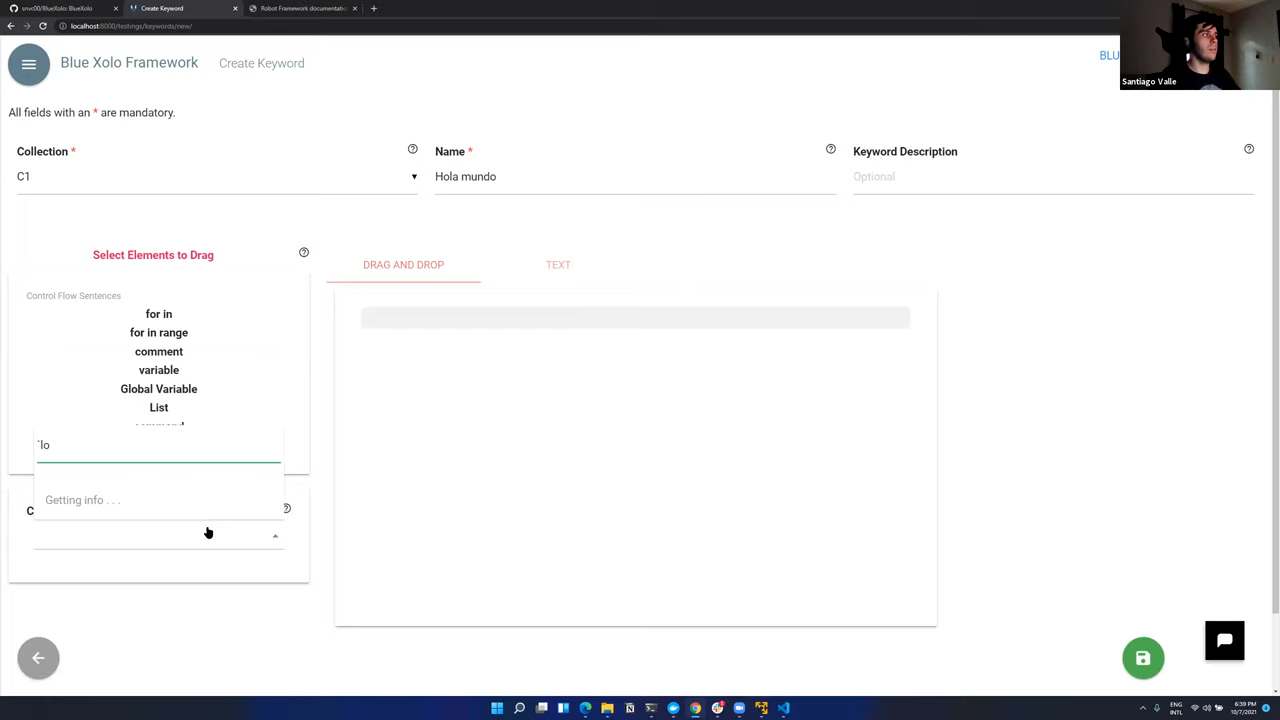 snvc00/BlueXolo: BlueXolo
Create Keyword
Robot Framework documentati
localhost:8000/testings/keywords/new/
Blue Xolo Framework
Create Keyword
BLU
Santiago Valle
All fields with an * are mandatory.
Collection *
Name *
Keyword Description
C1
Hola mundo
Optional
Select Elements to Drag
DRAG AND DROP
TEXT
Control Flow Sentences
for in
for in range
comment
variable
Global Variable
List
`lo
Getting info . . .
C
ENG
INTL
6:39 PM
10/7/2021